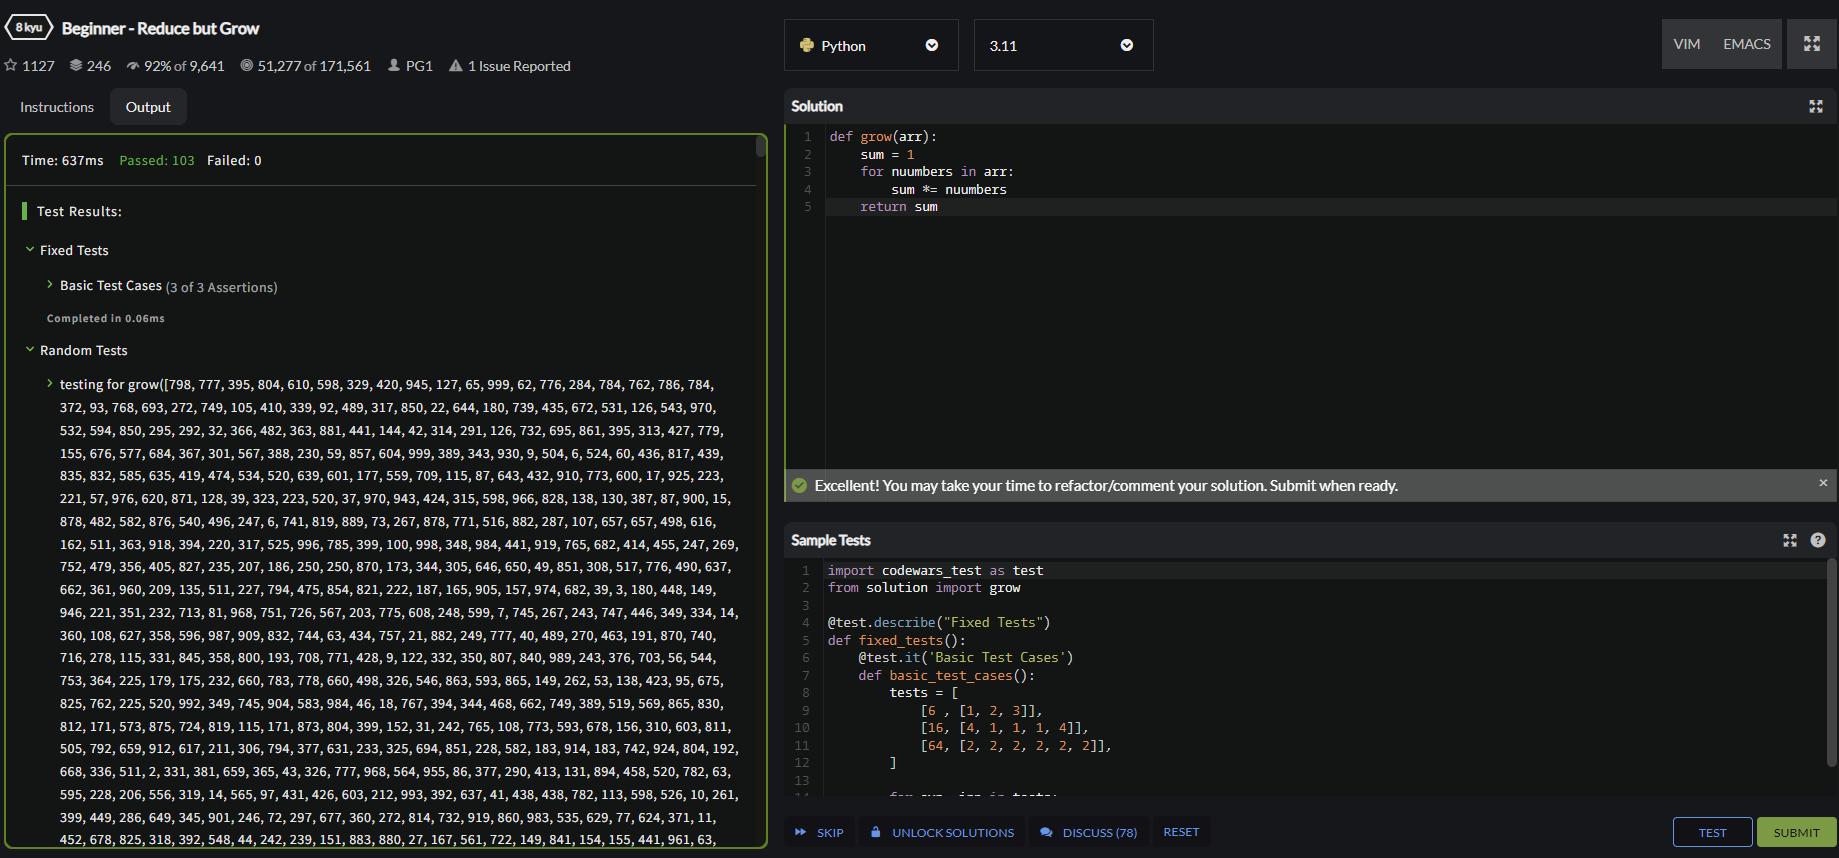 8 kyu Beginner - Reduce but Grow
1127 246 92% of 9,641 51,277 of 171,561 PG1 1 Issue Reported
Instructions Output
Time: 637ms Passed: 103 Failed: 0
Test Results:
Fixed Tests
Basic Test Cases (3 of 3 Assertions)
Completed in 0.06ms
Random Tests
testing for grow([798, 777, 395, 804, 610, 598, 329, 420, 945, 127, 65, 999, 62, 776, 284, 784, 762, 786, 784,
372, 93, 768, 693, 272, 749, 105, 410, 339, 92, 489, 317, 850, 22, 644, 180, 739, 435, 672, 531, 126, 543, 970,
532, 594, 850, 295, 292, 32, 366, 482, 363, 881, 441, 144, 42, 314, 291, 126, 732, 695, 861, 395, 313, 427, 779,
155, 676, 577, 684, 367, 301, 567, 388, 230, 59, 857, 604, 999, 389, 343, 930, 9, 504, 6, 524, 60, 436, 817, 439,
835, 832, 585, 635, 419, 474, 534, 520, 639, 601, 177, 559, 709, 115, 87, 643, 432, 910, 773, 600, 17, 925, 223,
221, 57, 976, 620, 871, 128, 39, 323, 223, 520, 37, 970, 943, 424, 315, 598, 966, 828, 138, 130, 387, 87, 900, 15,
878, 482, 582, 876, 540, 496, 247, 6, 741, 819, 889, 73, 267, 878, 771, 516, 882, 287, 107, 657, 657, 498, 616,
162, 511, 363, 918, 394, 220, 317, 525, 996, 785, 399, 100, 998, 348, 984, 441, 919, 765, 682, 414, 455, 247, 269,
752, 479, 356, 405, 827, 235, 207, 186, 250, 250, 870, 173, 344, 305, 646, 650, 49, 851, 308, 517, 776, 490, 637,
662, 361, 960, 209, 135, 511, 227, 794, 475, 854, 821, 222, 187, 165, 905, 157, 974, 682, 39, 3, 180, 448, 149,
946, 221, 351, 232, 713, 81, 968, 751, 726, 567, 203, 775, 608, 248, 599, 7, 745, 267, 243, 747, 446, 349, 334, 14,
360, 108, 627, 358, 596, 987, 909, 832, 744, 63, 434, 757, 21, 882, 249, 777, 40, 489, 270, 463, 191, 870, 740,
716, 278, 115, 331, 845, 358, 800, 193, 708, 771, 428, 9, 122, 332, 350, 807, 840, 989, 243, 376, 703, 56, 544,
753, 364, 225, 179, 175, 232, 660, 783, 778, 660, 498, 326, 546, 863, 593, 865, 149, 262, 53, 138, 423, 95, 675,
825, 762, 225, 520, 992, 349, 745, 904, 583, 984, 46, 18, 767, 394, 344, 468, 662, 749, 389, 519, 569, 865, 830,
812, 171, 573, 875, 724, 819, 115, 171, 873, 804, 399, 152, 31, 242, 765, 108, 773, 593, 678, 156, 310, 603, 811,
505, 792, 659, 912, 617, 211, 306, 794, 377, 631, 233, 325, 694, 851, 228, 582, 183, 914, 183, 742, 924, 804, 192,
668, 336, 511, 2, 331, 381, 659, 365, 43, 326, 777, 968, 564, 955, 86, 377, 290, 413, 131, 894, 458, 520, 782, 63,
595, 228, 206, 556, 319, 14, 565, 97, 431, 426, 603, 212, 993, 392, 637, 41, 438, 438, 782, 113, 598, 526, 10, 261,
399, 449, 286, 649, 345, 901, 246, 72, 297, 677, 360, 272, 814, 732, 919, 860, 983, 535, 629, 77, 624, 371, 11,
452, 678, 825, 318, 392, 548, 44, 242, 239, 151, 883, 880, 27, 167, 561, 722, 149, 841, 154, 155, 441, 961, 63,
Python 3.11 VIM EMACS
Solution
1 def grow(arr):
2 sum = 1
3 for nuumbers in arr:
4 sum *= nuumbers
5 return sum
Excellent! You may take your time to refactor/comment your solution. Submit when ready.
Sample Tests
1 import codewars_test as test
2 from solution import grow
3
4 @test.describe("Fixed Tests")
5 def fixed_tests():
6 @test.it('Basic Test Cases')
7 def basic_test_cases():
8 tests = [
9 [6 , [1, 2, 3]],
10 [16, [4, 1, 1, 1, 4]],
11 [64, [2, 2, 2, 2, 2, 2]],
12 ]
13
SKIP UNLOCK SOLUTIONS DISCUSS (78) RESET TEST SUBMIT